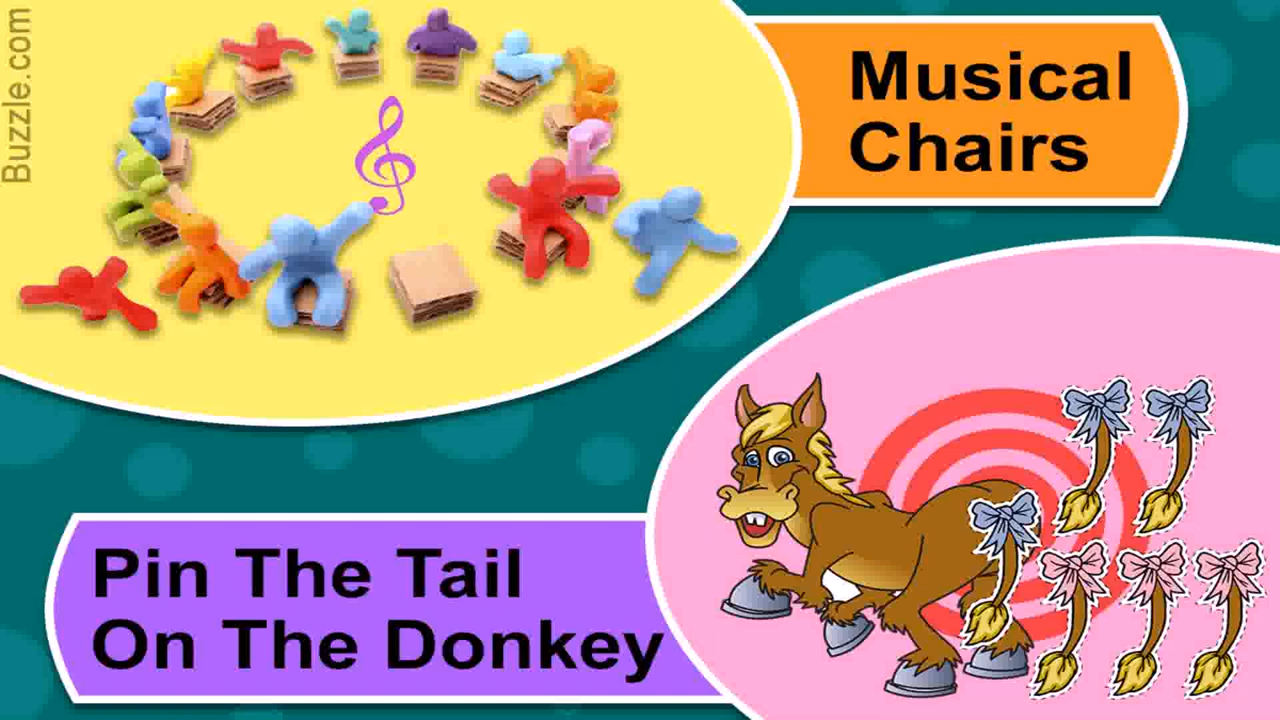 Buzzle.com
Musical
Chairs
Pin The Tail
On The Donkey